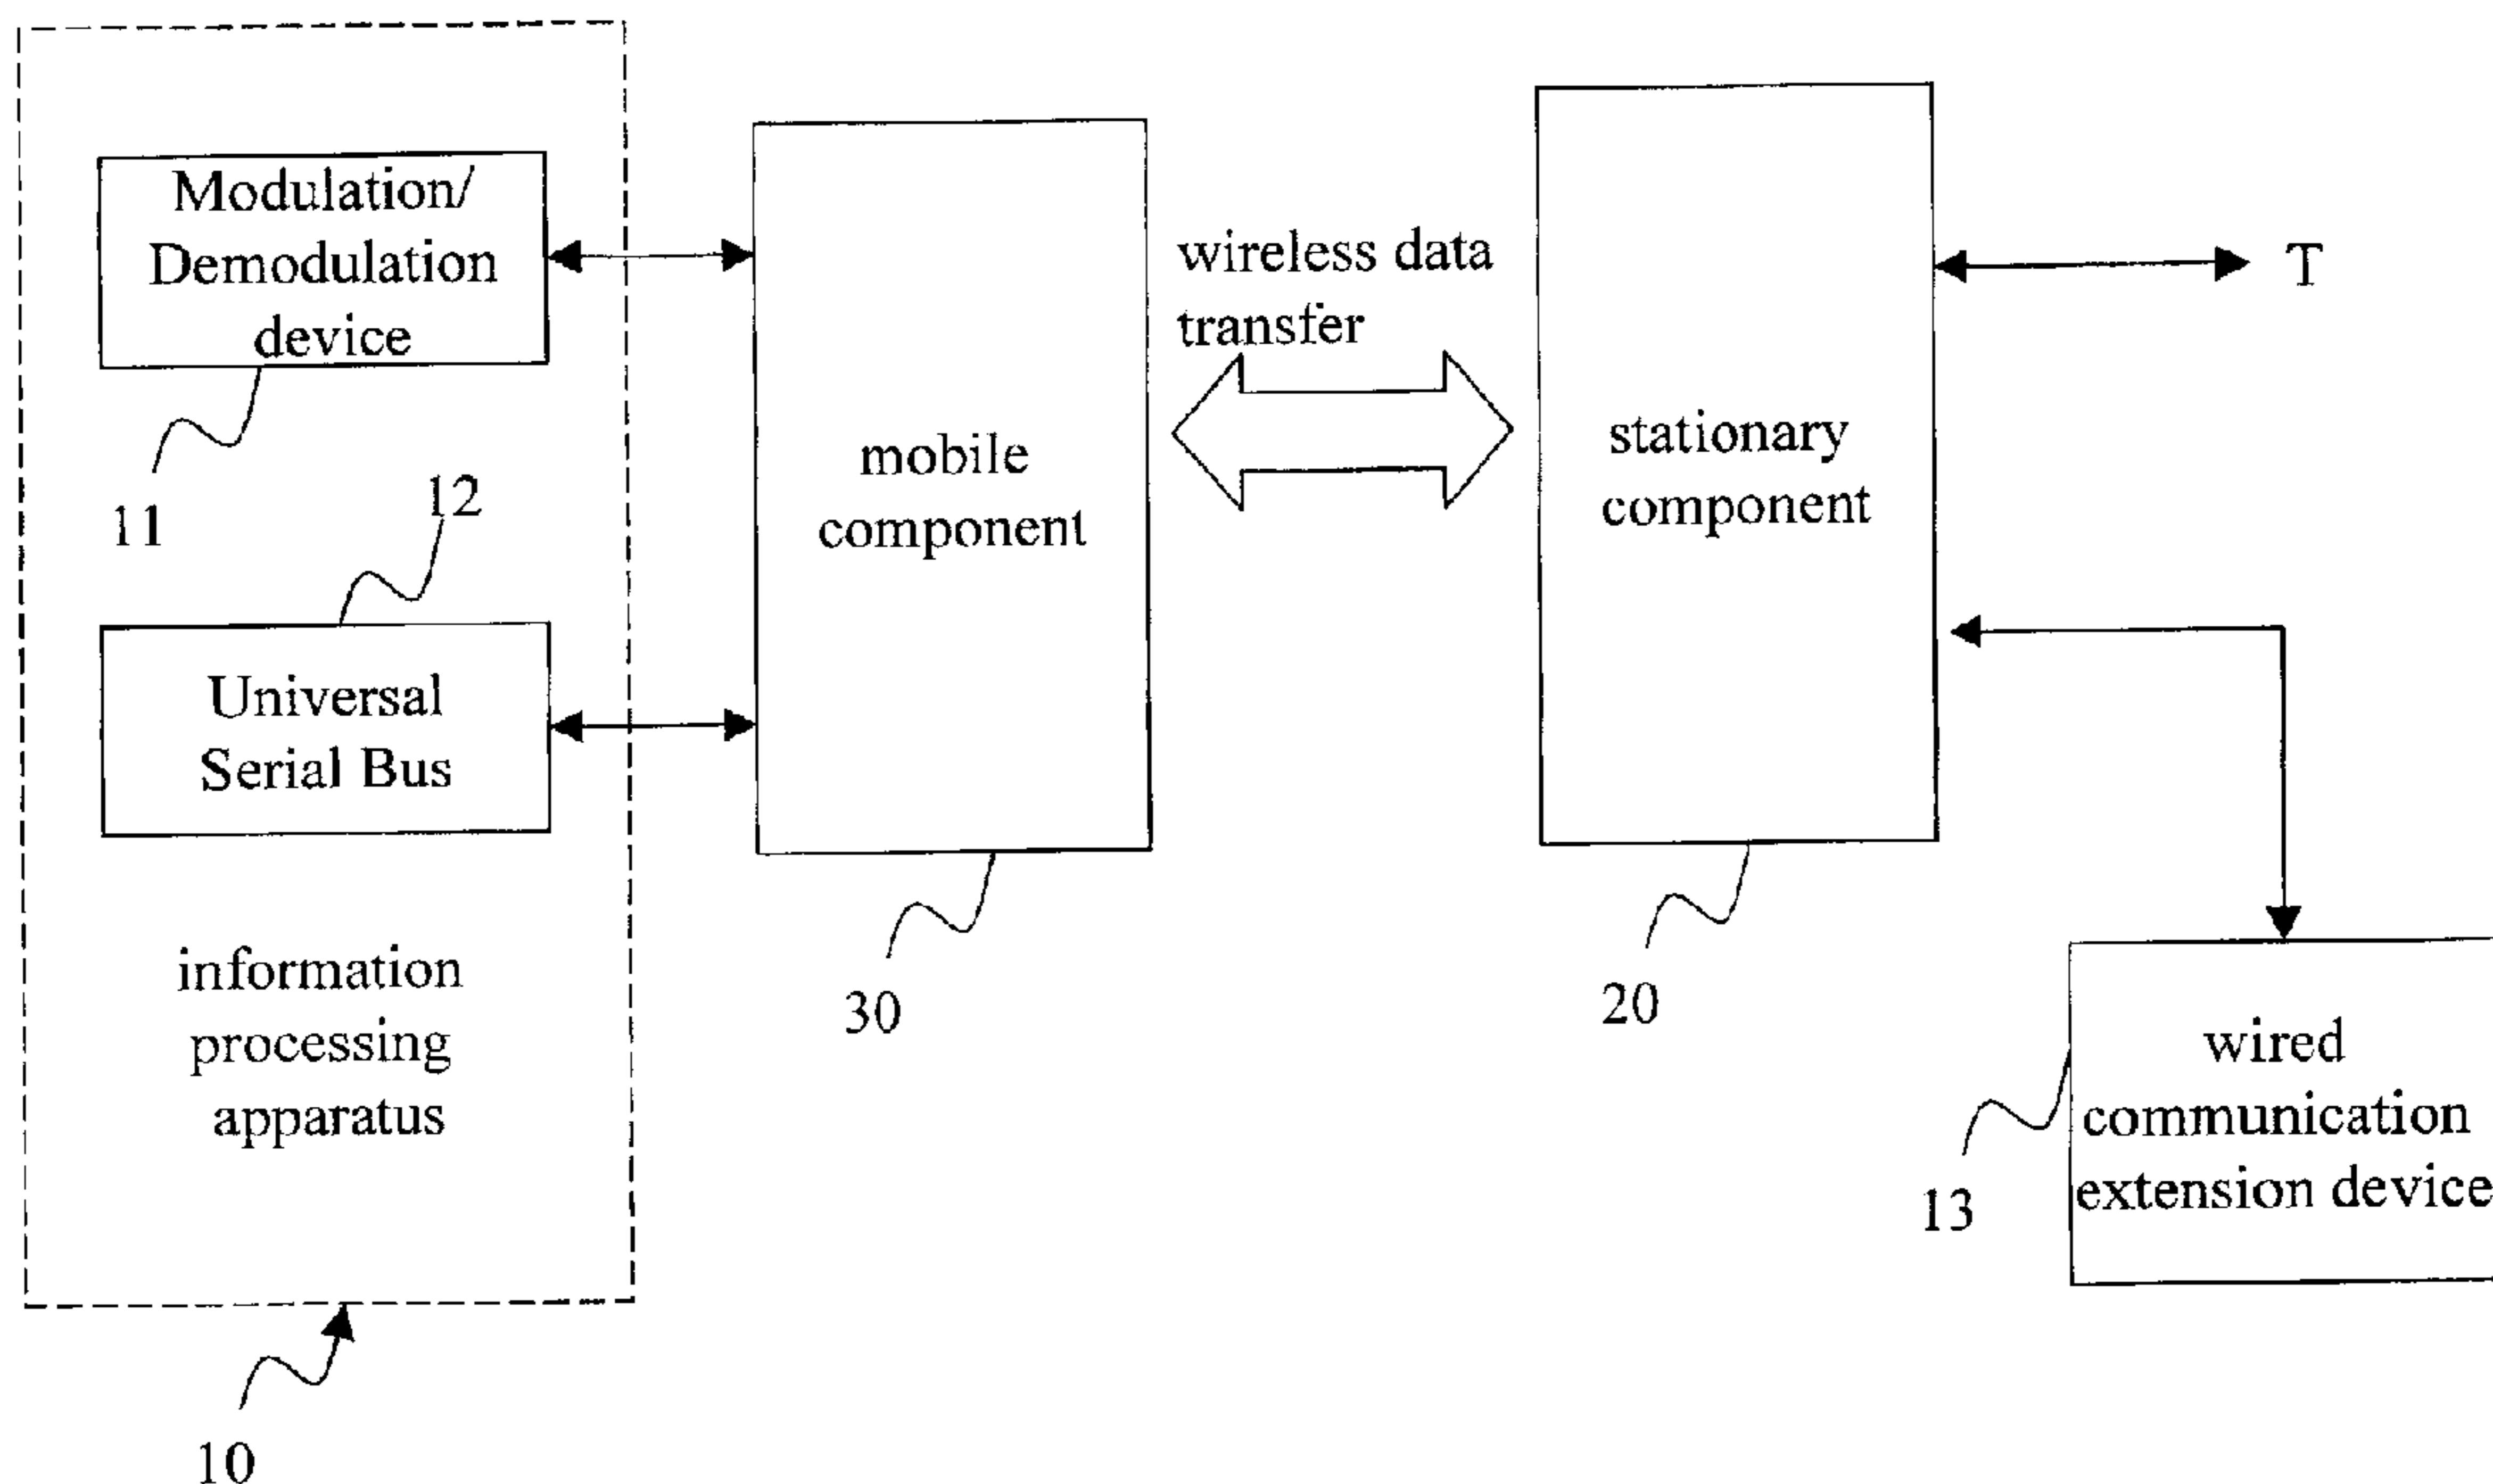 Modulation/
Demodulation
device
11
12
Universal
Serial Bus
information
processing
apparatus
10
mobile
component
30
wireless data
transfer
stationary
component
20
T
wired
communication
extension device
13